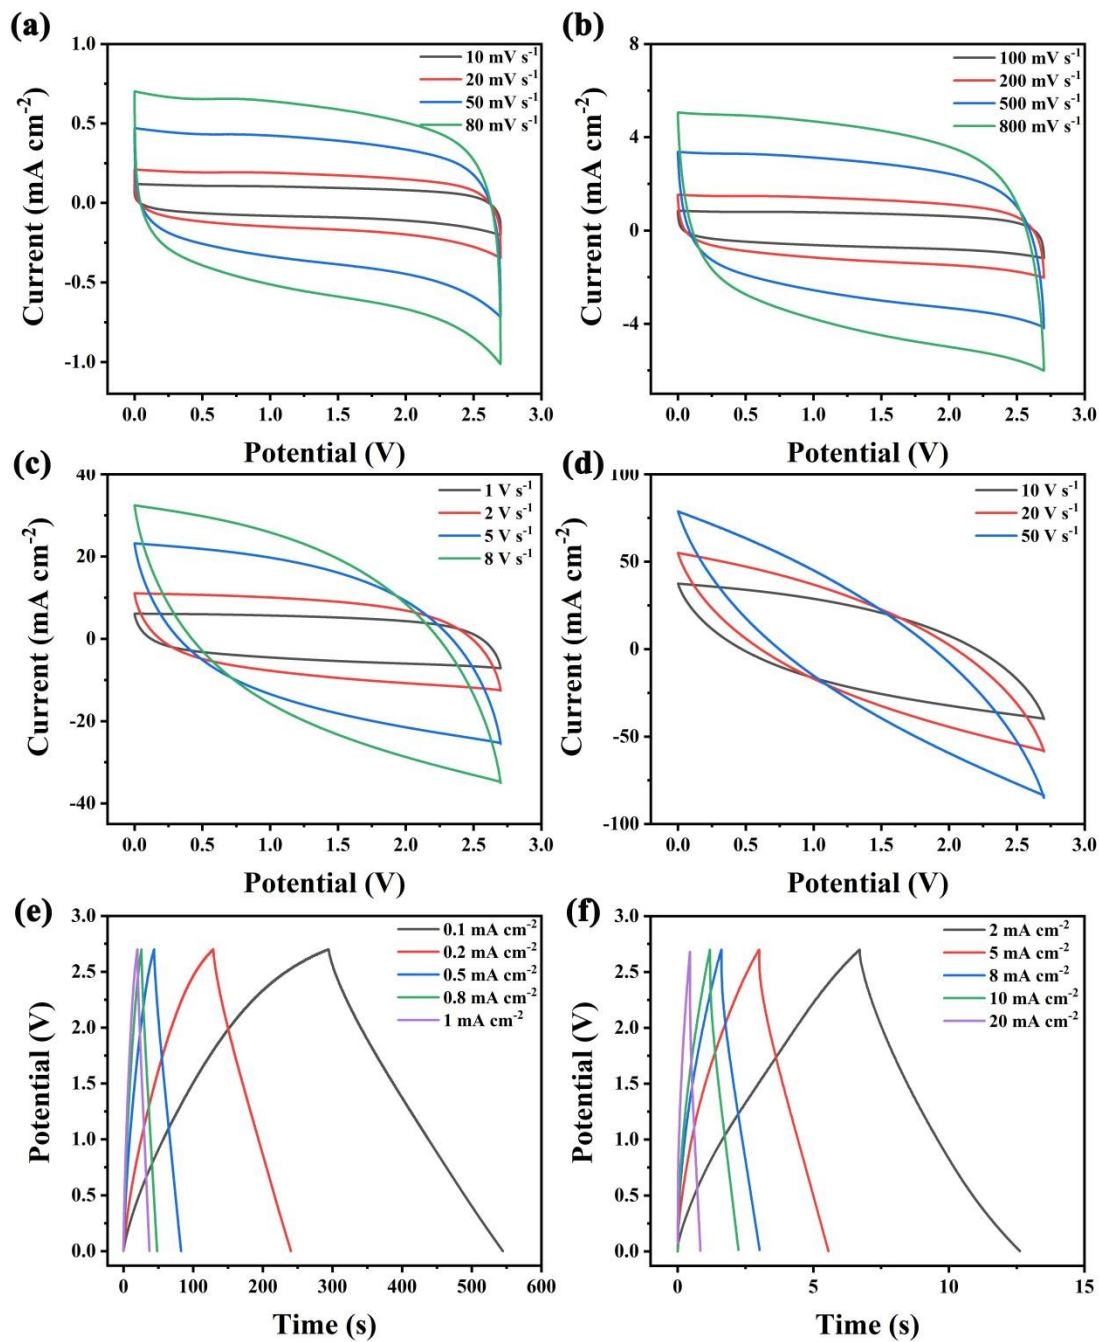 (a)
1.0
0.5
0.0
-0.5
-1.0
Current (mA cm⁻²)
10 mV s⁻¹
20 mV s⁻¹
50 mV s⁻¹
80 mV s⁻¹
0.0 0.5 1.0 1.5 2.0 2.5 3.0
Potential (V)
(b)
8
4
0
-4
Current (mA cm⁻²)
100 mV s⁻¹
200 mV s⁻¹
500 mV s⁻¹
800 mV s⁻¹
0.0 0.5 1.0 1.5 2.0 2.5 3.0
Potential (V)
(c)
40
20
0
-20
-40
Current (mA cm⁻²)
1 V s⁻¹
2 V s⁻¹
5 V s⁻¹
8 V s⁻¹
0.0 0.5 1.0 1.5 2.0 2.5 3.0
Potential (V)
(d)
100
50
0
-50
-100
Current (mA cm⁻²)
10 V s⁻¹
20 V s⁻¹
50 V s⁻¹
0.0 0.5 1.0 1.5 2.0 2.5 3.0
Potential (V)
(e)
3.0
2.5
2.0
1.5
1.0
0.5
0.0
Potential (V)
0.1 mA cm⁻²
0.2 mA cm⁻²
0.5 mA cm⁻²
0.8 mA cm⁻²
1 mA cm⁻²
0 100 200 300 400 500 600
Time (s)
(f)
3.0
2.5
2.0
1.5
1.0
0.5
0.0
Potential (V)
2 mA cm⁻²
5 mA cm⁻²
8 mA cm⁻²
10 mA cm⁻²
20 mA cm⁻²
0 5 10 15
Time (s)